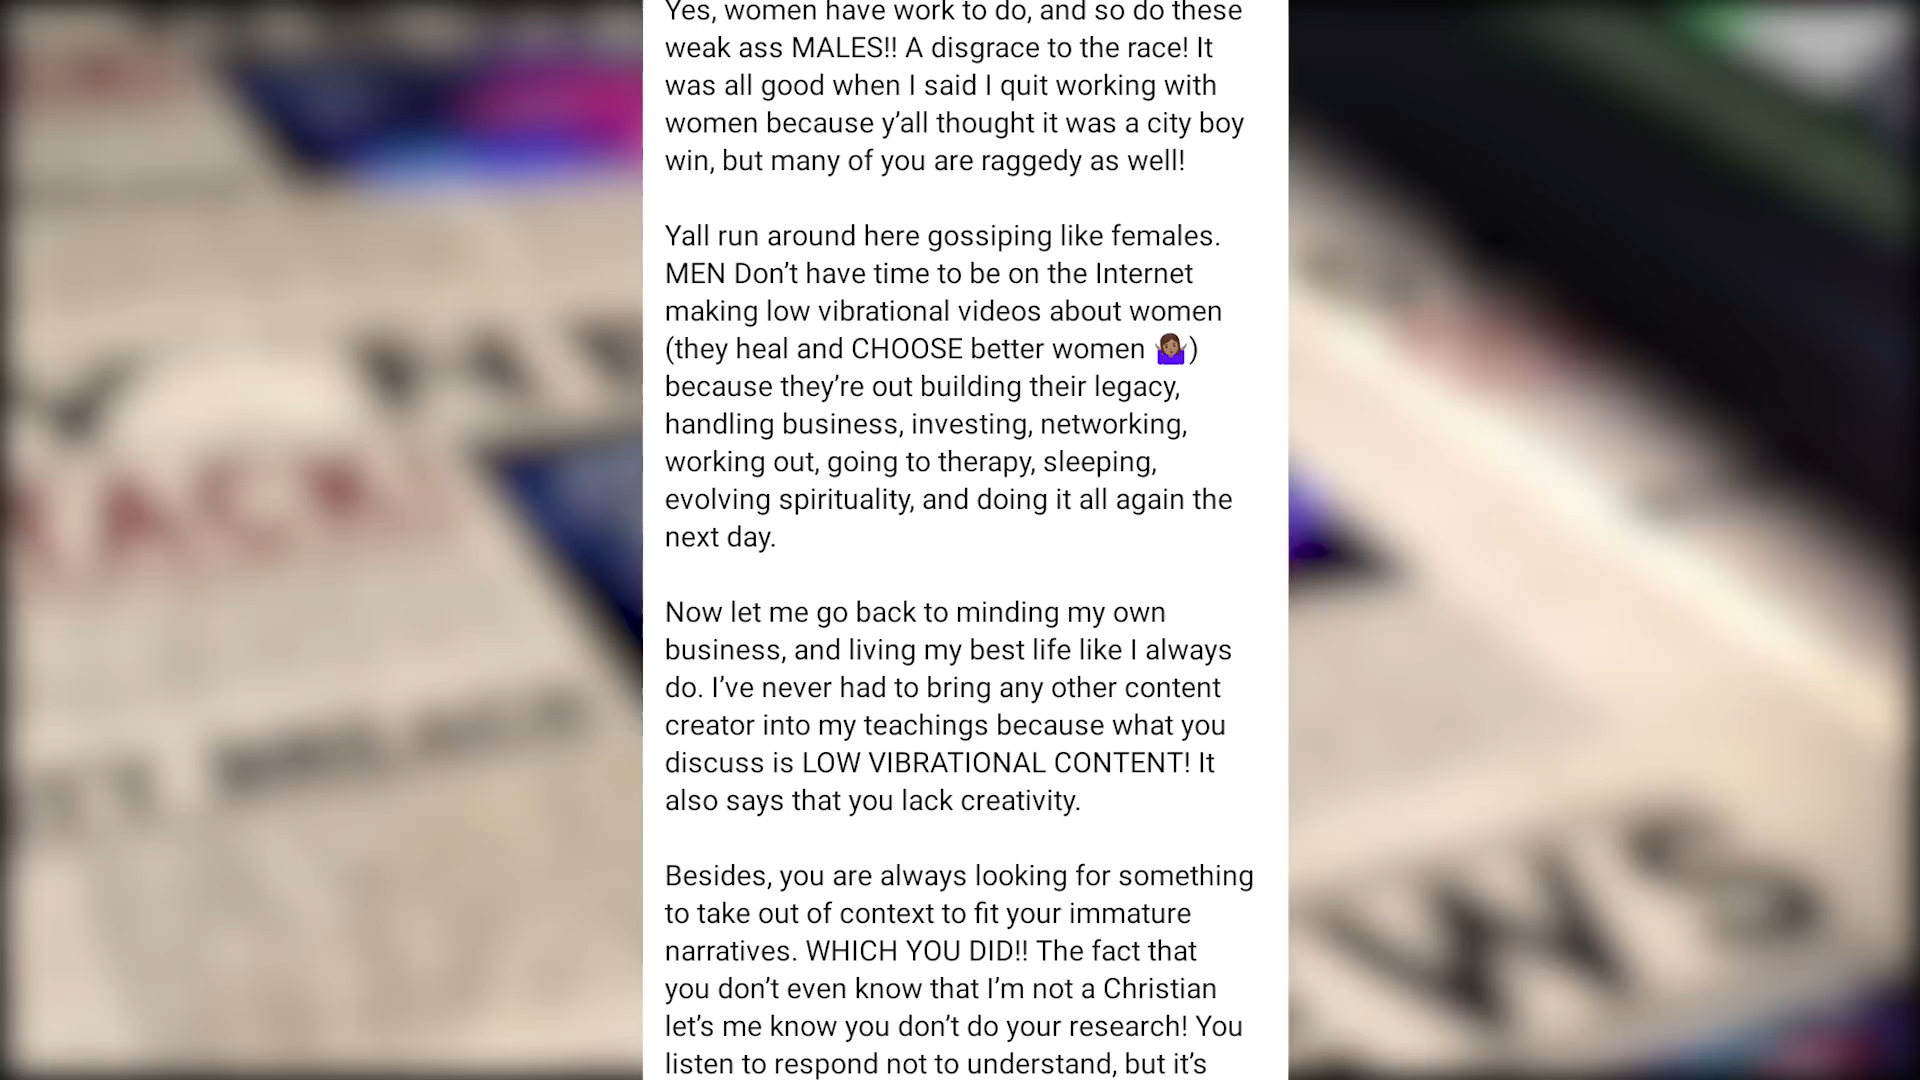 Yes, women have work to do, and so do these
weak ass MALES!! A disgrace to the race! It
was all good when I said I quit working with
women because y’all thought it was a city boy
win, but many of you are raggedy as well!
Yall run around here gossiping like females.
MEN Don’t have time to be on the Internet
making low vibrational videos about women
(they heal and CHOOSE better women 🤷🏾‍♀️)
because they’re out building their legacy,
handling business, investing, networking,
working out, going to therapy, sleeping,
evolving spirituality, and doing it all again the
next day.
Now let me go back to minding my own
business, and living my best life like I always
do. I’ve never had to bring any other content
creator into my teachings because what you
discuss is LOW VIBRATIONAL CONTENT! It
also says that you lack creativity.
Besides, you are always looking for something
to take out of context to fit your immature
narratives. WHICH YOU DID!! The fact that
you don’t even know that I’m not a Christian
let’s me know you don’t do your research! You
listen to respond not to understand, but it’s